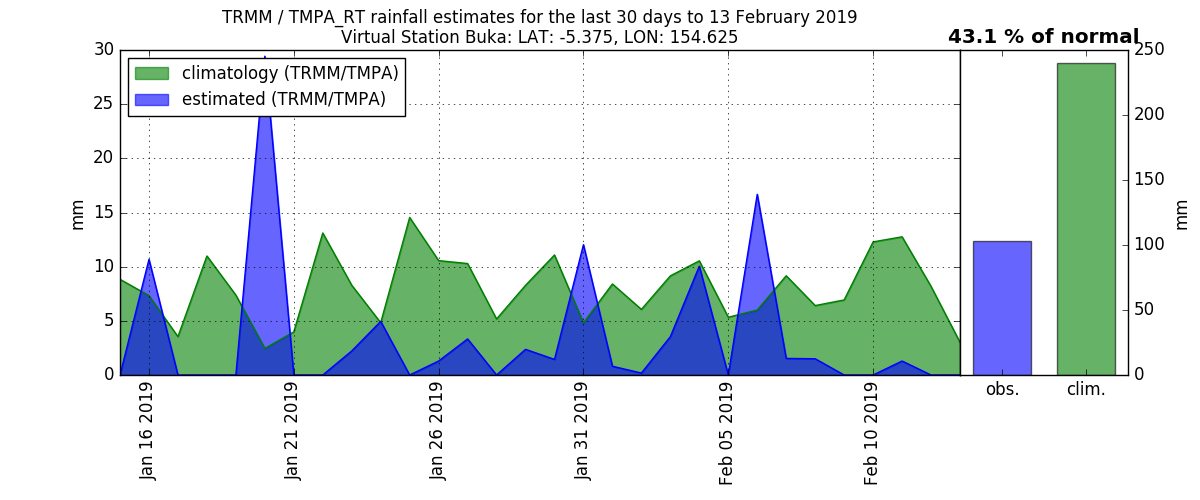 TRMM / TMPA_RT rainfall estimates for the last 30 days to 13 February 2019
Virtual Station Buka: LAT: -5.375, LON: 154.625
43.1 % of normal
climatology (TRMM/TMPA)
estimated (TRMM/TMPA)
30
25
20
15
10
5
0
mm
Jan 16 2019
Jan 21 2019
Jan 26 2019
Jan 31 2019
Feb 05 2019
Feb 10 2019
250
200
150
100
50
0
mm
obs.
clim.